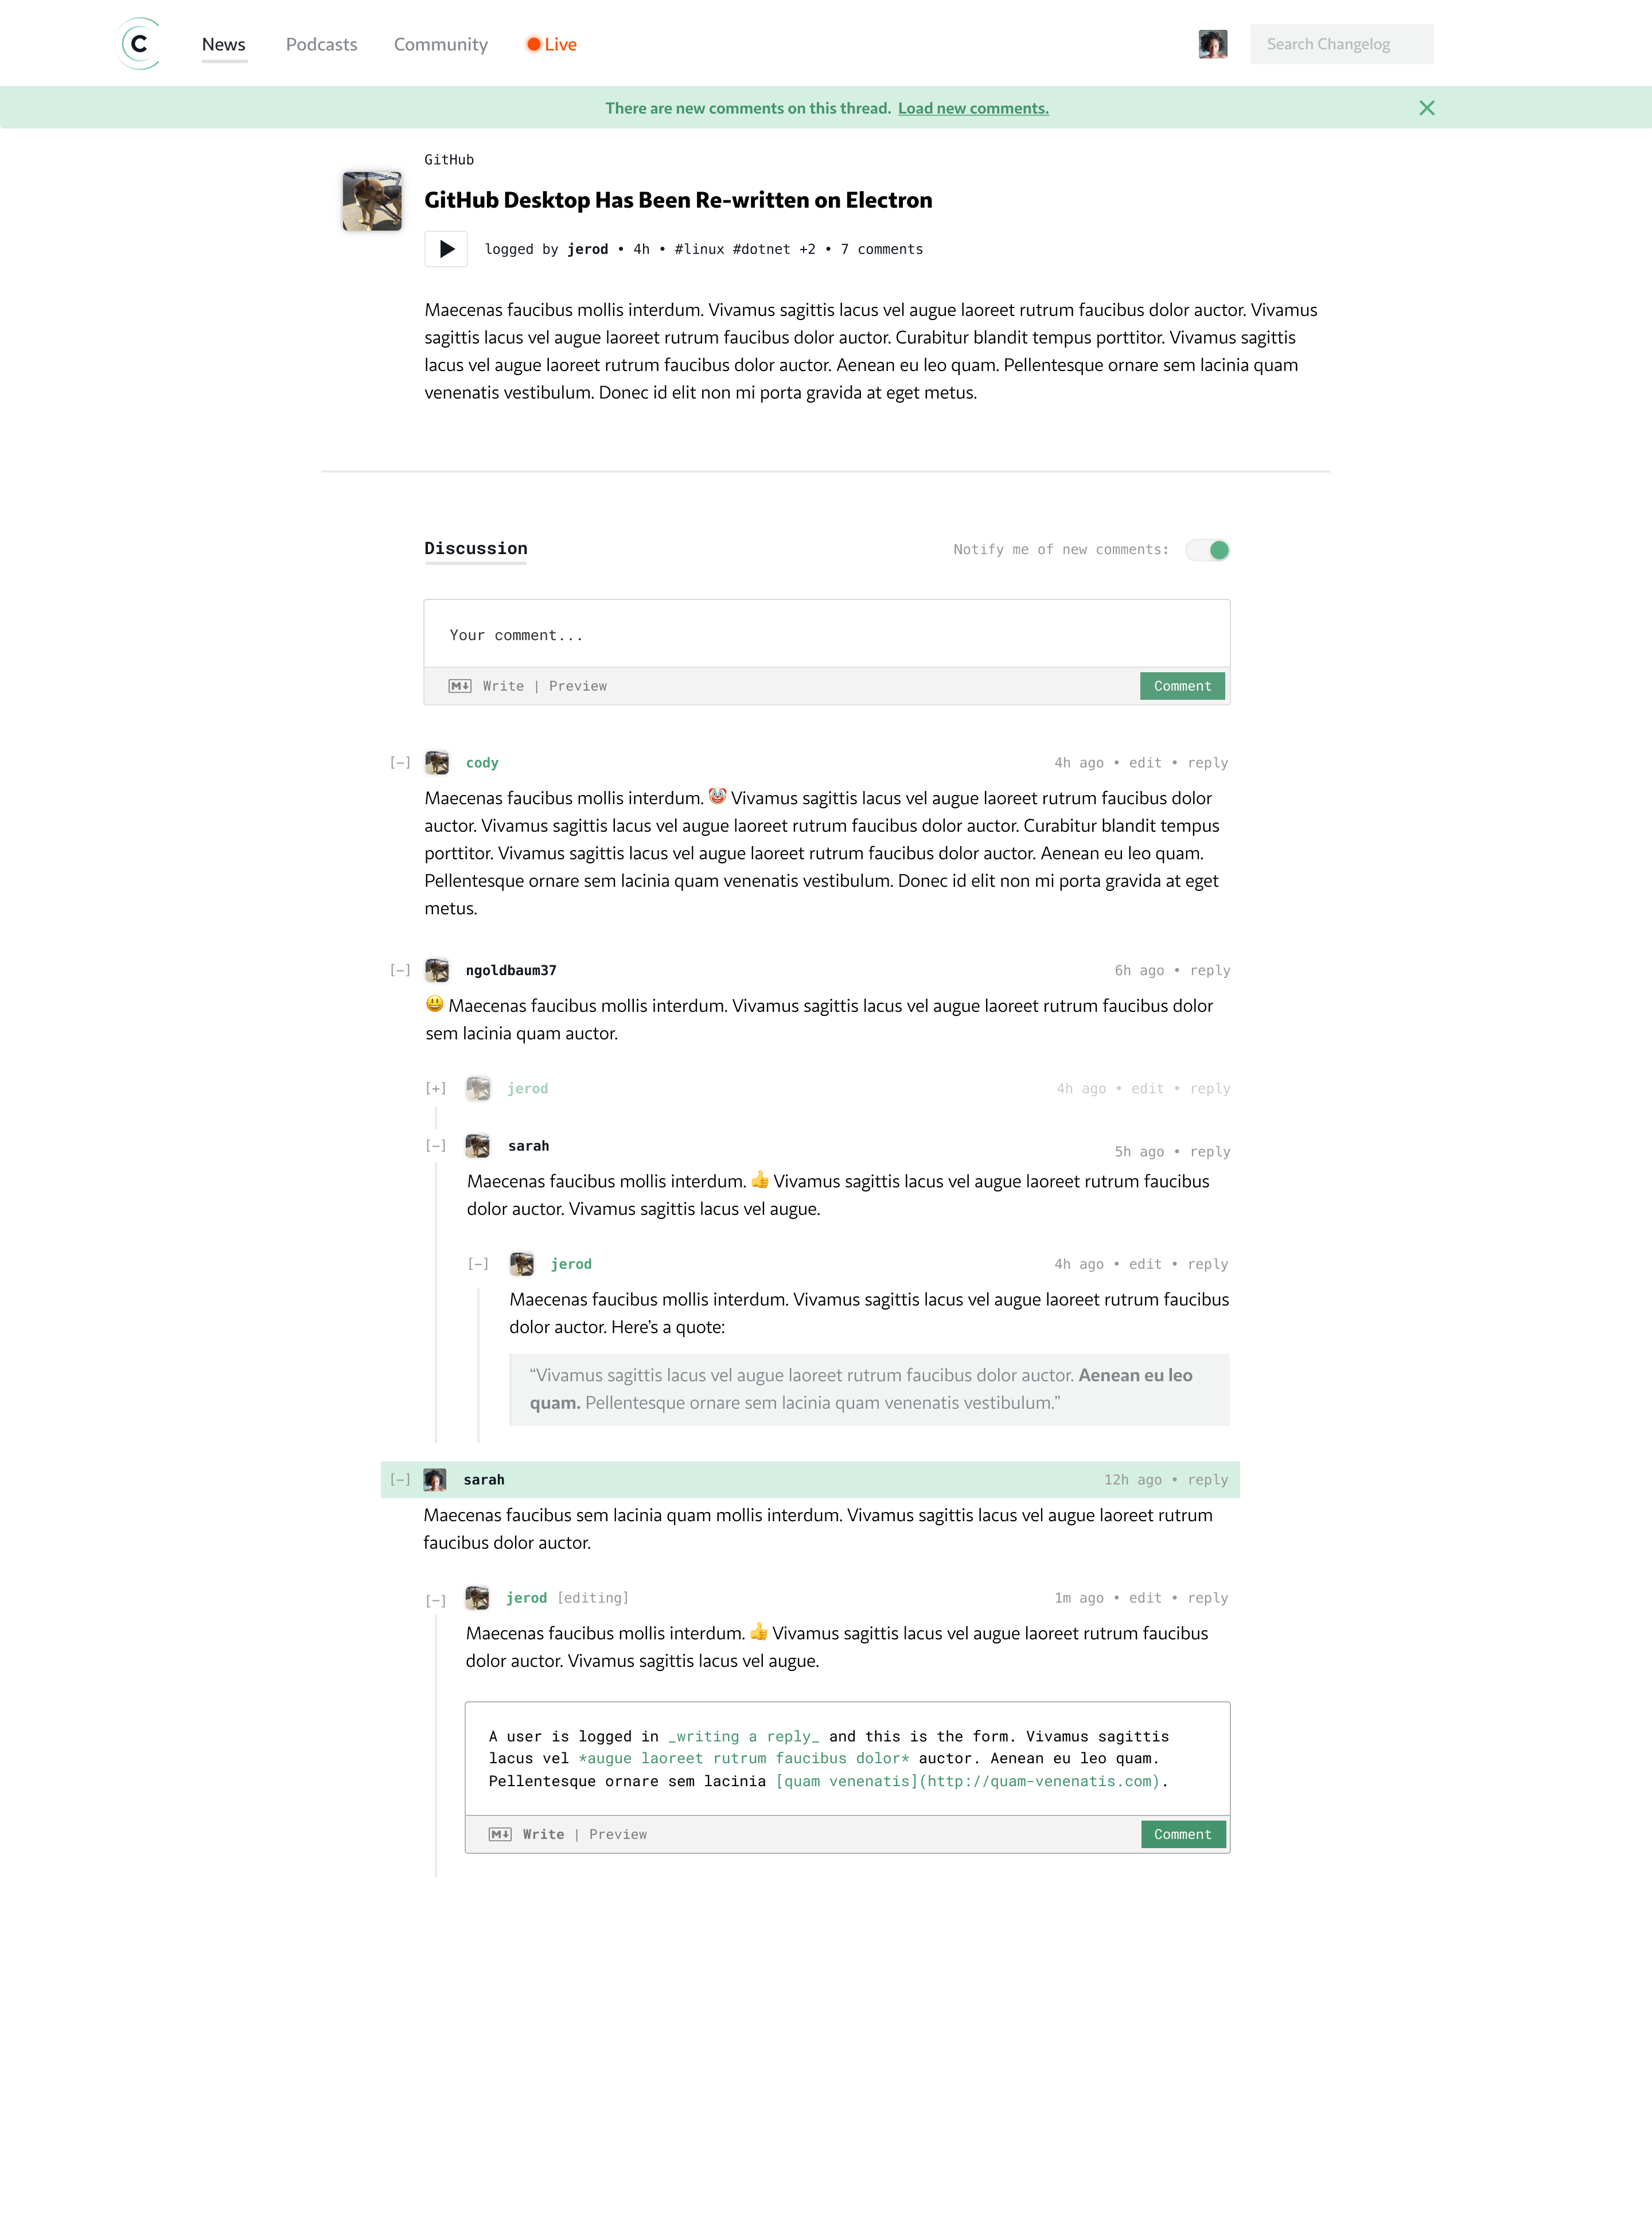 C
News Podcasts Community Live
Search Changelog
There are new comments on this thread. Load new comments.
GitHub
GitHub Desktop Has Been Re-written on Electron
logged by jerod • 4h • #linux #dotnet +2 • 7 comments
Maecenas faucibus mollis interdum. Vivamus sagittis lacus vel augue laoreet rutrum faucibus dolor auctor. Vivamus
sagittis lacus vel augue laoreet rutrum faucibus dolor auctor. Curabitur blandit tempus porttitor. Vivamus sagittis
lacus vel augue laoreet rutrum faucibus dolor auctor. Aenean eu leo quam. Pellentesque ornare sem lacinia quam
venenatis vestibulum. Donec id elit non mi porta gravida at eget metus.
Discussion
Notify me of new comments:
Your comment...
M↓ Write | Preview
Comment
[−] cody 4h ago • edit • reply
Maecenas faucibus mollis interdum. 🤡 Vivamus sagittis lacus vel augue laoreet rutrum faucibus dolor
auctor. Vivamus sagittis lacus vel augue laoreet rutrum faucibus dolor auctor. Curabitur blandit tempus
porttitor. Vivamus sagittis lacus vel augue laoreet rutrum faucibus dolor auctor. Aenean eu leo quam.
Pellentesque ornare sem lacinia quam venenatis vestibulum. Donec id elit non mi porta gravida at eget
metus.
[−] ngoldbaum37 6h ago • reply
😃 Maecenas faucibus mollis interdum. Vivamus sagittis lacus vel augue laoreet rutrum faucibus dolor
sem lacinia quam auctor.
[+] jerod 4h ago • edit • reply
[−] sarah 5h ago • reply
Maecenas faucibus mollis interdum. 👍 Vivamus sagittis lacus vel augue laoreet rutrum faucibus
dolor auctor. Vivamus sagittis lacus vel augue.
[−] jerod 4h ago • edit • reply
Maecenas faucibus mollis interdum. Vivamus sagittis lacus vel augue laoreet rutrum faucibus
dolor auctor. Here’s a quote:
“Vivamus sagittis lacus vel augue laoreet rutrum faucibus dolor auctor. Aenean eu leo
quam. Pellentesque ornare sem lacinia quam venenatis vestibulum.”
[−] sarah 12h ago • reply
Maecenas faucibus sem lacinia quam mollis interdum. Vivamus sagittis lacus vel augue laoreet rutrum
faucibus dolor auctor.
[−] jerod [editing] 1m ago • edit • reply
Maecenas faucibus mollis interdum. 👍 Vivamus sagittis lacus vel augue laoreet rutrum faucibus
dolor auctor. Vivamus sagittis lacus vel augue.
A user is logged in _writing a reply_ and this is the form. Vivamus sagittis
lacus vel *augue laoreet rutrum faucibus dolor* auctor. Aenean eu leo quam.
Pellentesque ornare sem lacinia [quam venenatis](http://quam-venenatis.com).
M↓ Write | Preview
Comment